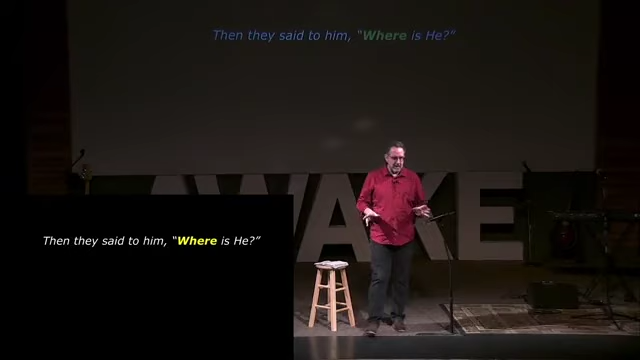 Then they said to him, “Where is He?”
AWAKE
Then they said to him, “Where is He?”